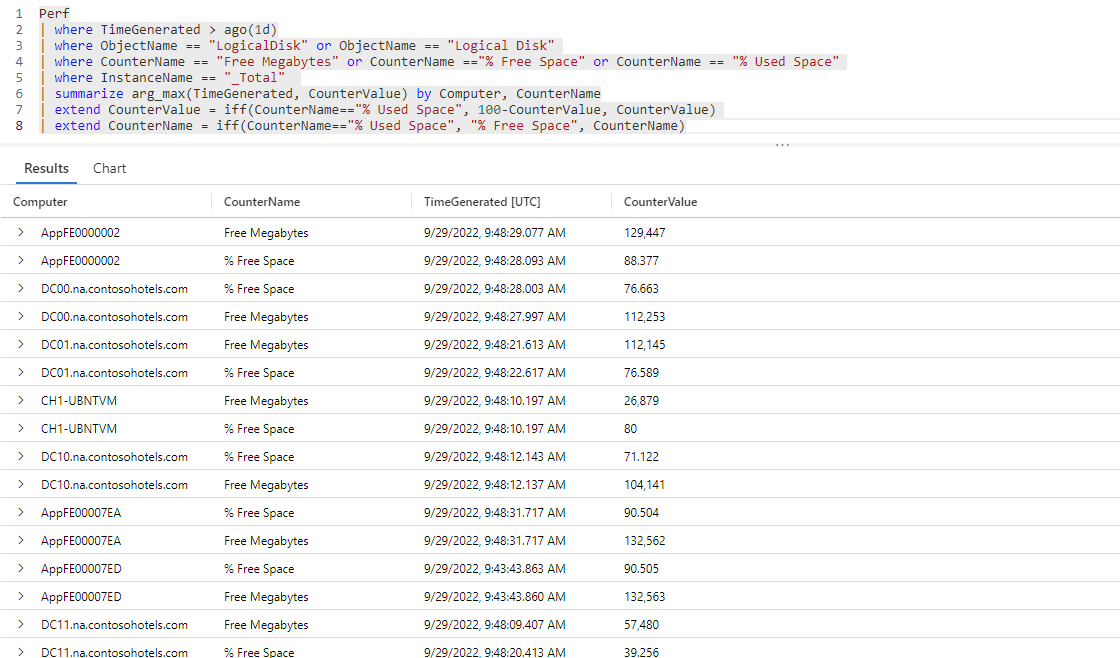 1 Perf
2 | where TimeGenerated > ago(1d)
3 | where ObjectName == "LogicalDisk" or ObjectName == "Logical Disk"
4 | where CounterName == "Free Megabytes" or CounterName =="% Free Space" or CounterName == "% Used Space"
5 | where InstanceName == "_Total"
6 | summarize arg_max(TimeGenerated, CounterValue) by Computer, CounterName
7 | extend CounterValue = iff(CounterName=="% Used Space", 100-CounterValue, CounterValue)
8 | extend CounterName = iff(CounterName=="% Used Space", "% Free Space", CounterName)
...
Results Chart
Computer CounterName TimeGenerated [UTC] CounterValue
> AppFE0000002 Free Megabytes 9/29/2022, 9:48:29.077 AM 129,447
> AppFE0000002 % Free Space 9/29/2022, 9:48:28.093 AM 88.377
> DC00.na.contosohotels.com % Free Space 9/29/2022, 9:48:28.003 AM 76.663
> DC00.na.contosohotels.com Free Megabytes 9/29/2022, 9:48:27.997 AM 112,253
> DC01.na.contosohotels.com Free Megabytes 9/29/2022, 9:48:21.613 AM 112,145
> DC01.na.contosohotels.com % Free Space 9/29/2022, 9:48:22.617 AM 76.589
> CH1-UBNTVM Free Megabytes 9/29/2022, 9:48:10.197 AM 26,879
> CH1-UBNTVM % Free Space 9/29/2022, 9:48:10.197 AM 80
> DC10.na.contosohotels.com % Free Space 9/29/2022, 9:48:12.143 AM 71.122
> DC10.na.contosohotels.com Free Megabytes 9/29/2022, 9:48:12.137 AM 104,141
> AppFE00007EA % Free Space 9/29/2022, 9:48:31.717 AM 90.504
> AppFE00007EA Free Megabytes 9/29/2022, 9:48:31.717 AM 132,562
> AppFE00007ED % Free Space 9/29/2022, 9:43:43.863 AM 90.505
> AppFE00007ED Free Megabytes 9/29/2022, 9:43:43.860 AM 132,563
> DC11.na.contosohotels.com Free Megabytes 9/29/2022, 9:48:09.407 AM 57,480
> DC11.na.contosohotels.com % Free Space 9/29/2022, 9:48:20.413 AM 39.256